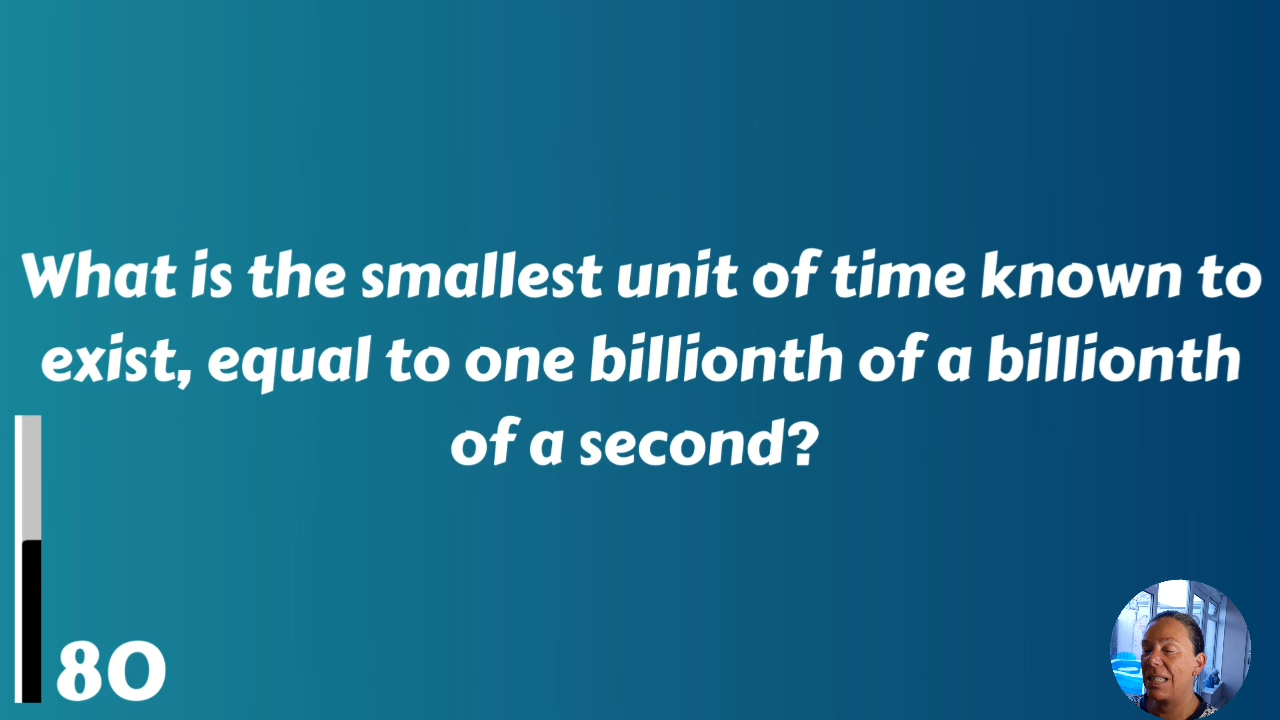 What is the smallest unit of time known to
exist, equal to one billionth of a billionth
of a second?
80